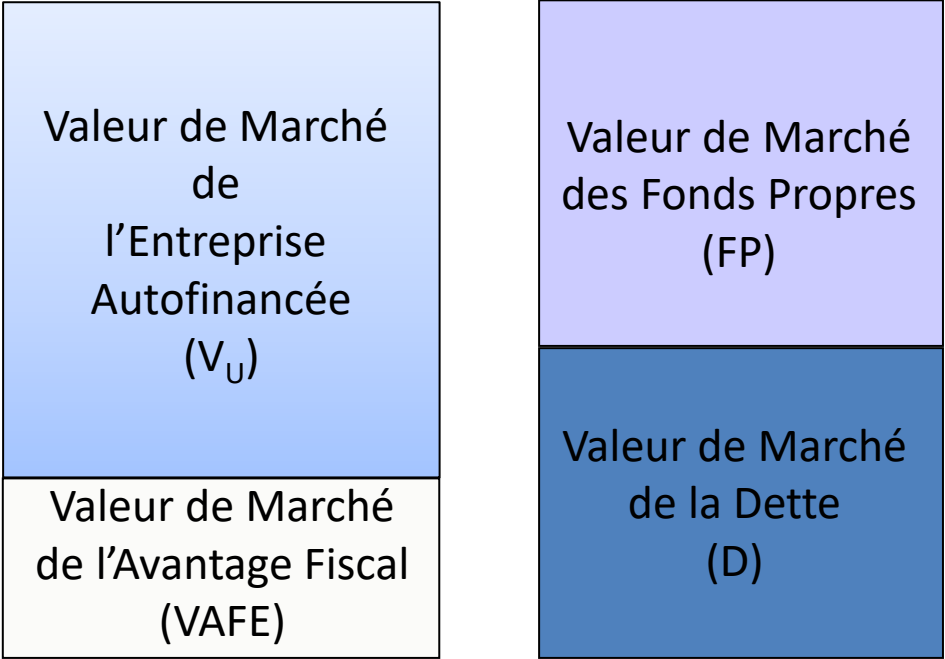 Valeur de Marché
de
l’Entreprise
Autofinancée
(VU)
Valeur de Marché
de l’Avantage Fiscal
(VAFE)
Valeur de Marché
des Fonds Propres
(FP)
Valeur de Marché
de la Dette
(D)